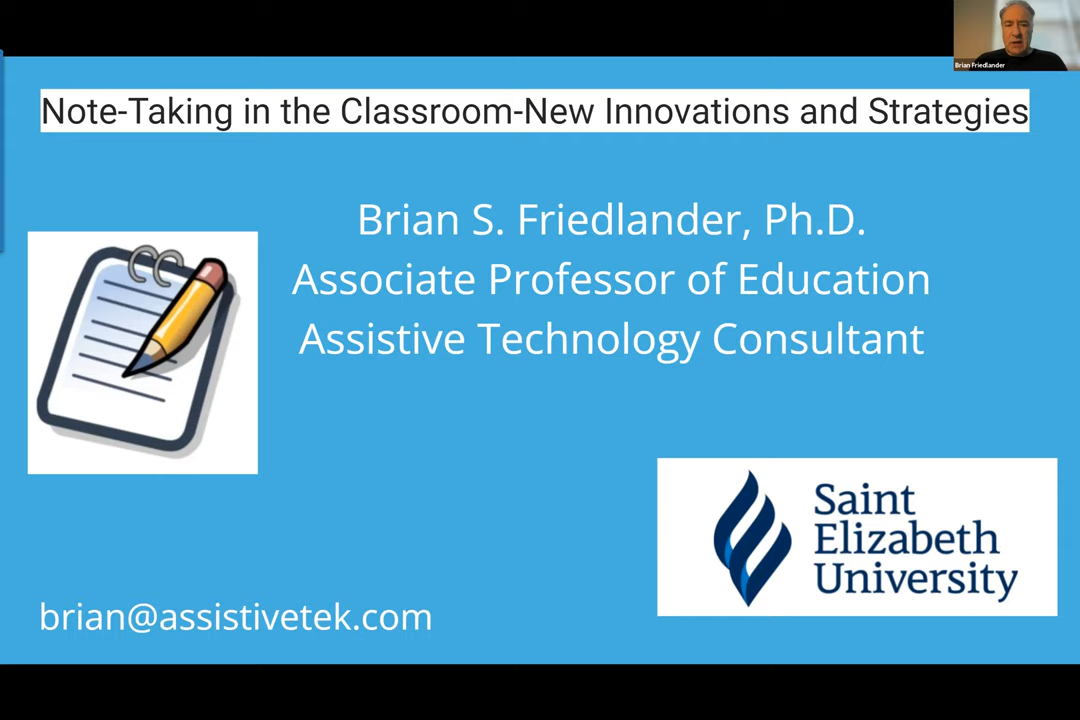 Brian Friedlander
Note-Taking in the Classroom-New Innovations and Strategies
Brian S. Friedlander, Ph.D.
Associate Professor of Education
Assistive Technology Consultant
Saint
Elizabeth
University
brian@assistivetek.com